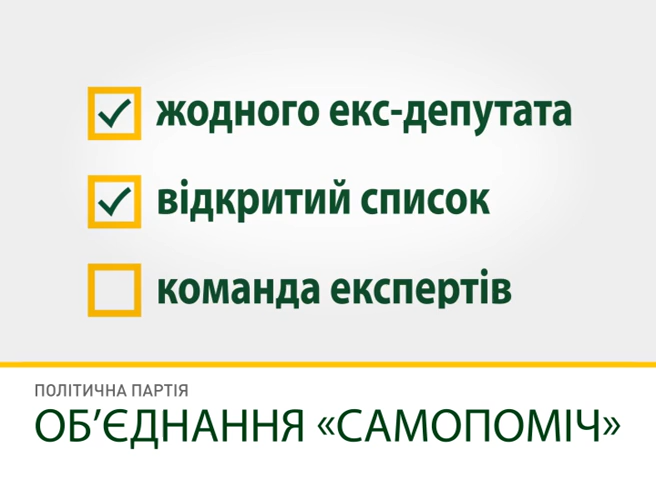 жодного екс-депутата
відкритий список
команда експертів
ПОЛІТИЧНА ПАРТІЯ
ОБ’ЄДНАННЯ «САМОПОМІЧ»